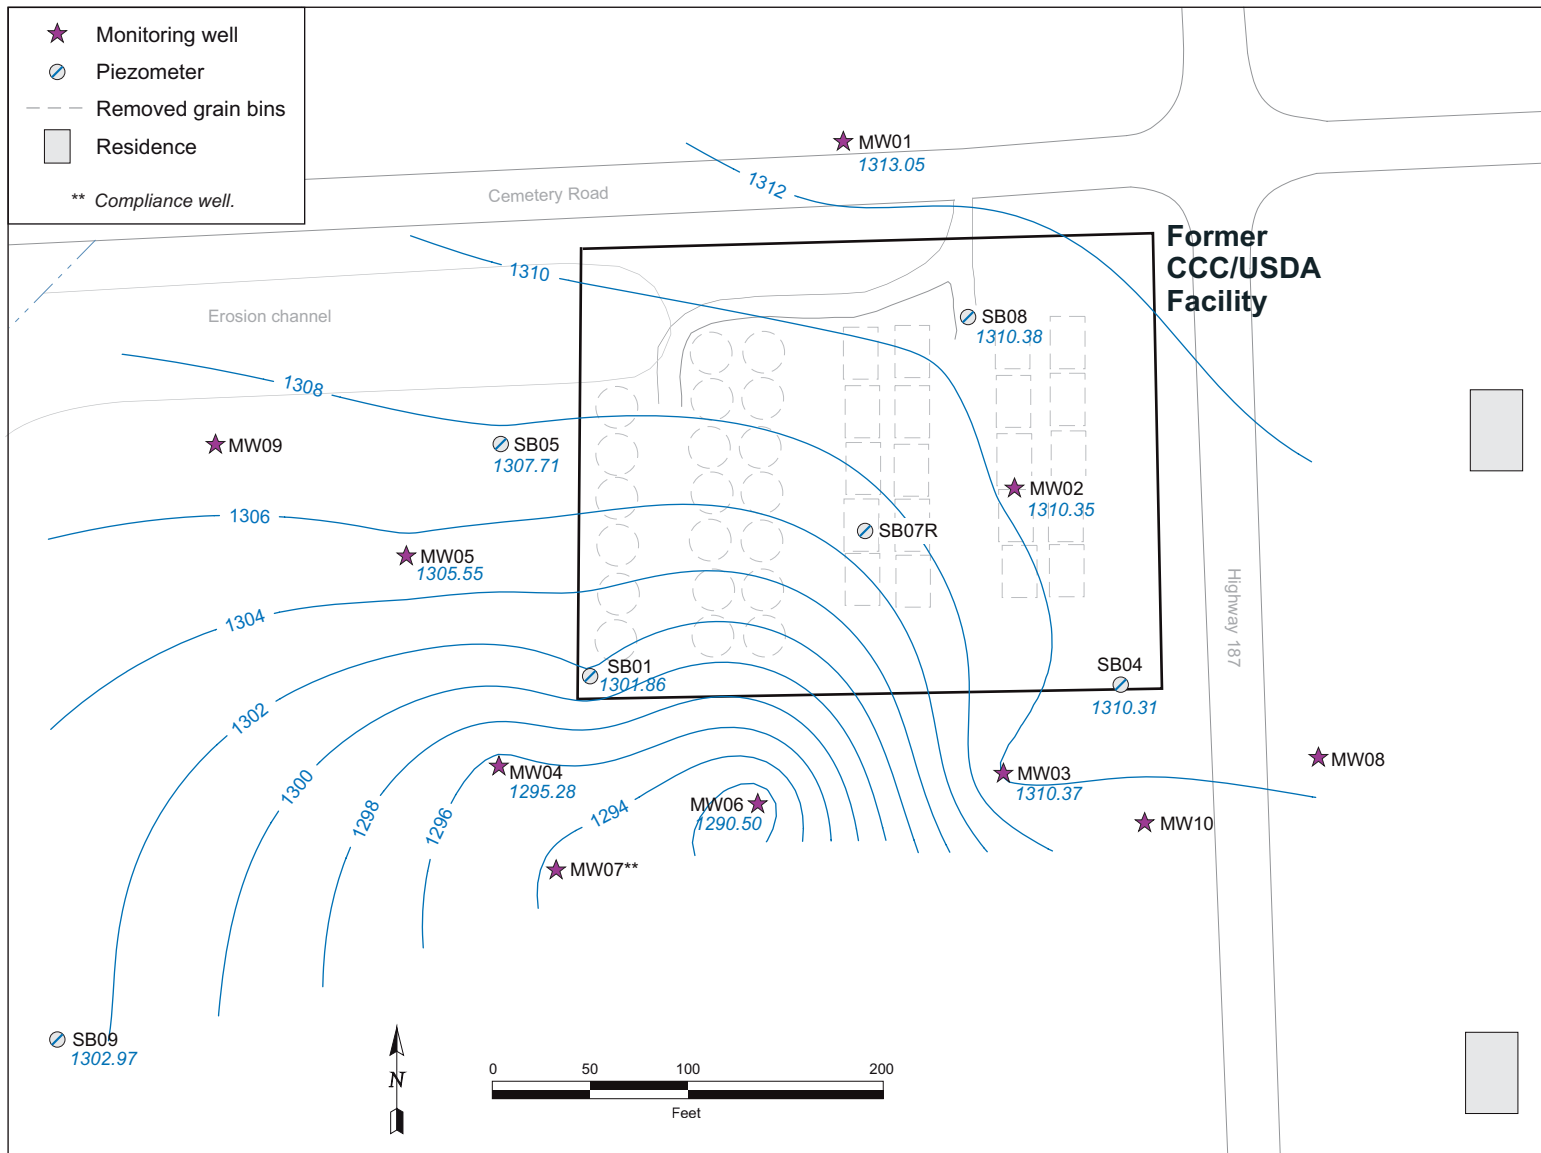 Monitoring well
Piezometer
Removed grain bins
Residence
** Compliance well.
MW01
1313.05
1312
Cemetery Road
Former
CCC/USDA
Facility
1310
Erosion channel
SB08
1310.38
1308
MW09
SB05
1307.71
MW02
1310.35
1306
SB07R
MW05
1305.55
1304
Highway 187
SB01
1301.86
SB04
1310.31
1302
MW04
1295.28
1300
1298
1296
1294
MW06
1290.50
MW03
1310.37
MW08
MW10
MW07**
SB09
1302.97
N
0 50 100 200
Feet